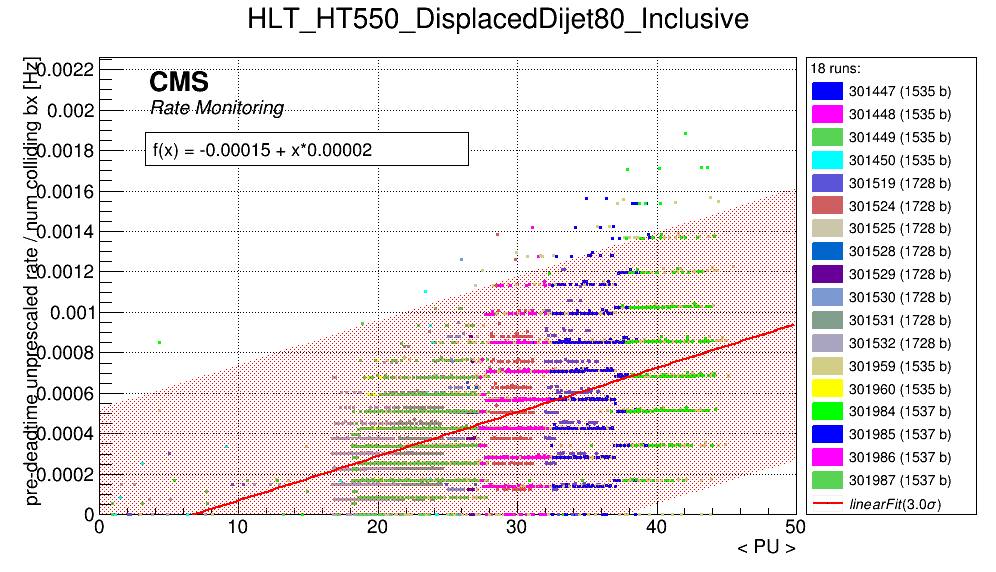 HLT_HT550_DisplacedDijet80_Inclusive
pre-deadtime unprescaled rate / num colliding bx [Hz]
0.0022
0.002
0.0018
0.0016
0.0014
0.0012
0.001
0.0008
0.0006
0.0004
0.0002
0
CMS
Rate Monitoring
f(x) = -0.00015 + x*0.00002
0 10 20 30 40 50
< PU >
18 runs:
301447 (1535 b)
301448 (1535 b)
301449 (1535 b)
301450 (1535 b)
301519 (1728 b)
301524 (1728 b)
301525 (1728 b)
301528 (1728 b)
301529 (1728 b)
301530 (1728 b)
301531 (1728 b)
301532 (1728 b)
301959 (1535 b)
301960 (1535 b)
301984 (1537 b)
301985 (1537 b)
301986 (1537 b)
301987 (1537 b)
linearFit(3.0σ)